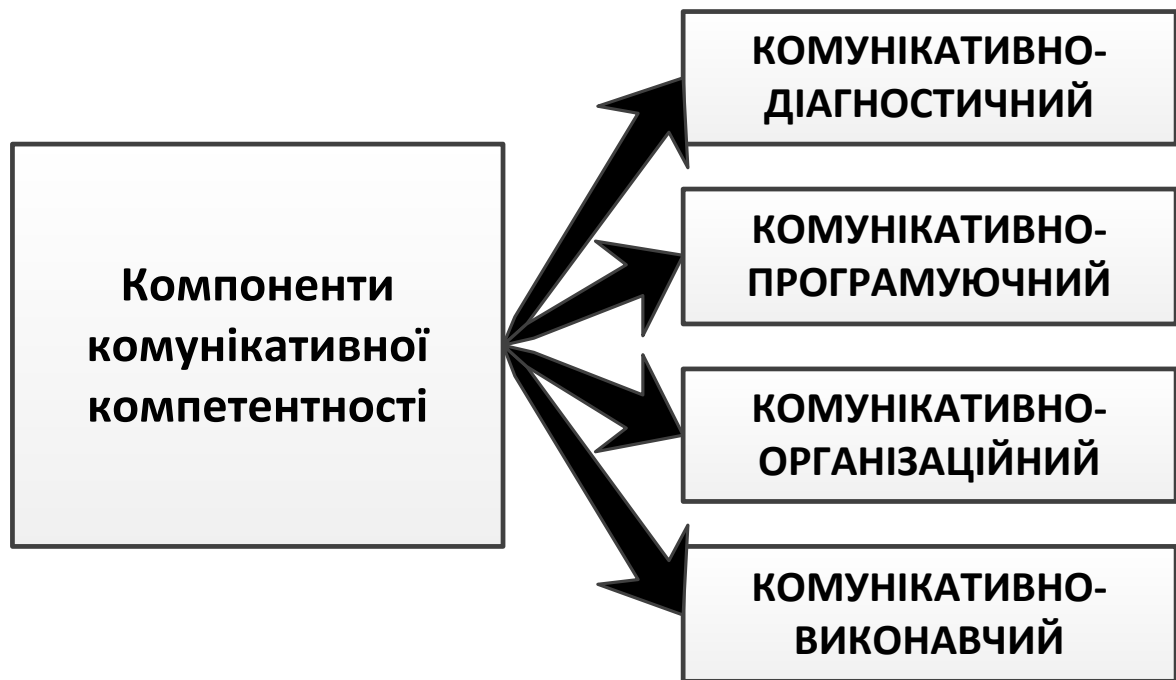 Компоненти
комунікативної
компетентності
КОМУНІКАТИВНО-
ДІАГНОСТИЧНИЙ
КОМУНІКАТИВНО-
ПРОГРАМУЮЧНИЙ
КОМУНІКАТИВНО-
ОРГАНІЗАЦІЙНИЙ
КОМУНІКАТИВНО-
ВИКОНАВЧИЙ